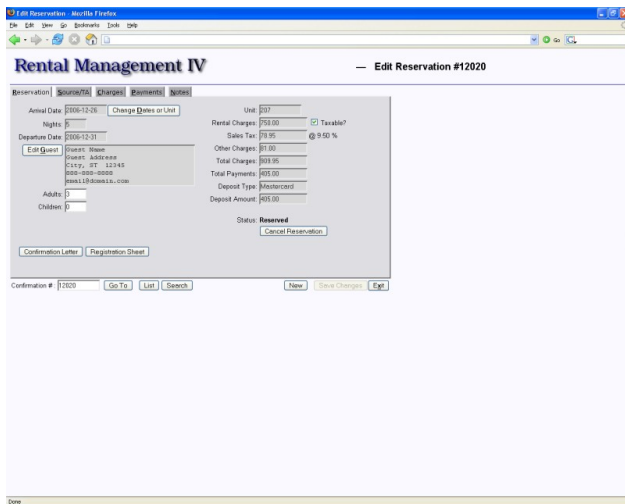 Edit Reservation - Mozilla Firefox
File Edit View Go Bookmarks Tools Help
Rental Management IV
— Edit Reservation #12020
Reservation Source/TA Charges Payments Notes
Arrival Date: 2006-12-26 Change Dates or Unit Unit: 207
Nights: 5 Rental Charges: 750.00 Taxable?
Departure Date: 2006-12-31 Sales Tax: 78.95 @ 9.50 %
Edit Guest Guest Name Other Charges: 81.00
Guest Address
City, ST 12345 Total Charges: 909.95
888-888-8888 Total Payments: 405.00
email@domain.com Deposit Type: Mastercard
Adults: 3 Deposit Amount: 405.00
Children: 0
Status: Reserved
Cancel Reservation
Confirmation Letter Registration Sheet
Confirmation #: 12020 Go To List Search New Save Changes Exit
Done